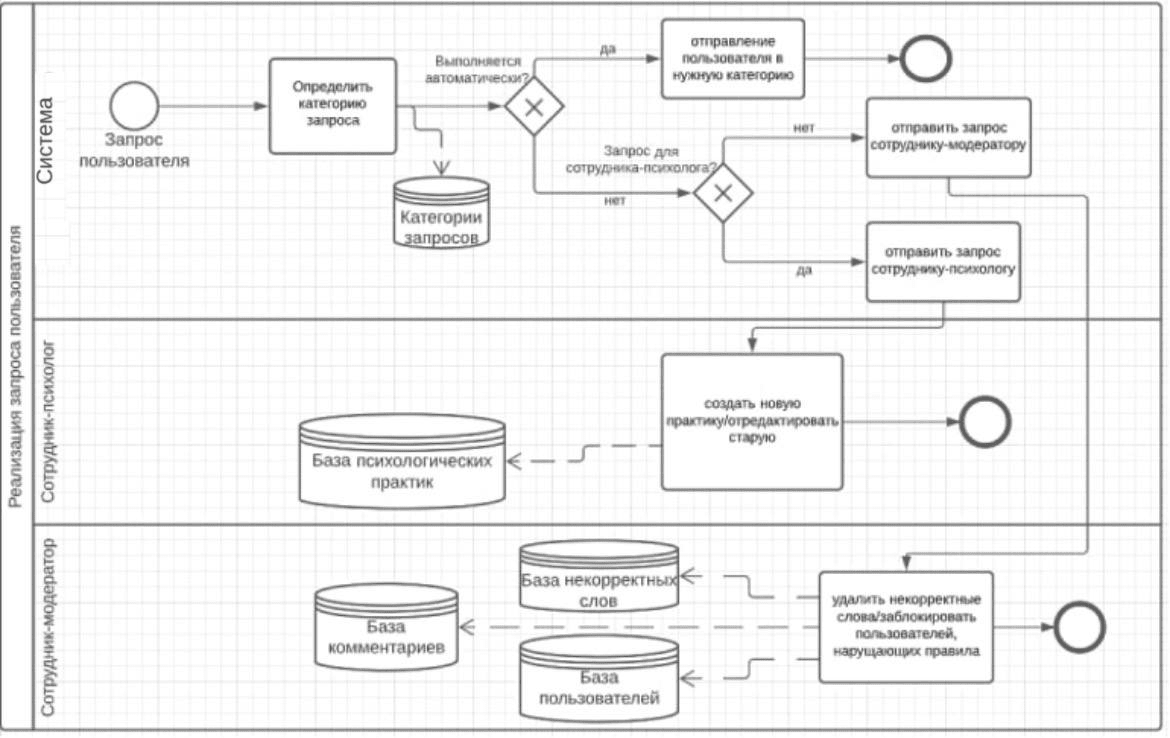 Реализация запроса пользователя
Система
Запрос
пользователя
Определить
категорию
запроса
Категории
запросов
Выполняется
автоматически?
да
отправление
пользователя в
нужную категорию
нет
Запрос для
сотрудника-психолога?
нет
отправить запрос
сотруднику-модератору
да
отправить запрос
сотруднику-психологу
Сотрудник-психолог
создать новую
практику/отредактировать
старую
База психологических
практик
Сотрудник-модератор
База некорректных
слов
База
комментариев
База
пользователей
удалить некорректные
слова/заблокировать
пользователей,
нарущающих правила